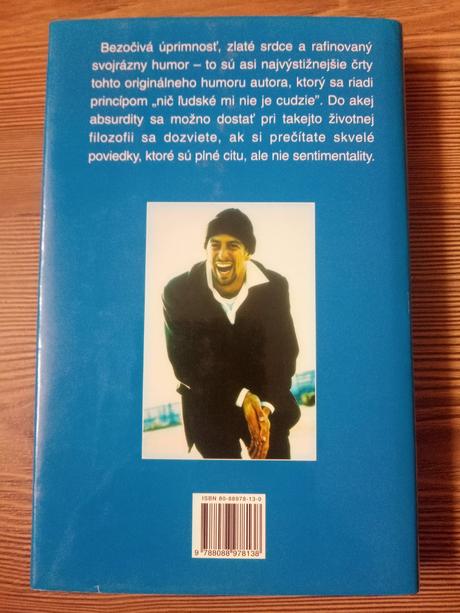 Bezočivá úprimnosť, zlaté srdce a rafinovaný
svojrázny humor – to sú asi najvýstižnejšie črty
tohto originálneho humoru autora, ktorý sa riadi
princípom „nič ľudské mi nie je cudzie". Do akej
absurdity sa možno dostať pri takejto životnej
filozofii sa dozviete, ak si prečítate skvelé
poviedky, ktoré sú plné citu, ale nie sentimentality.
ISBN 80-88978-13-0
9 788088 978138